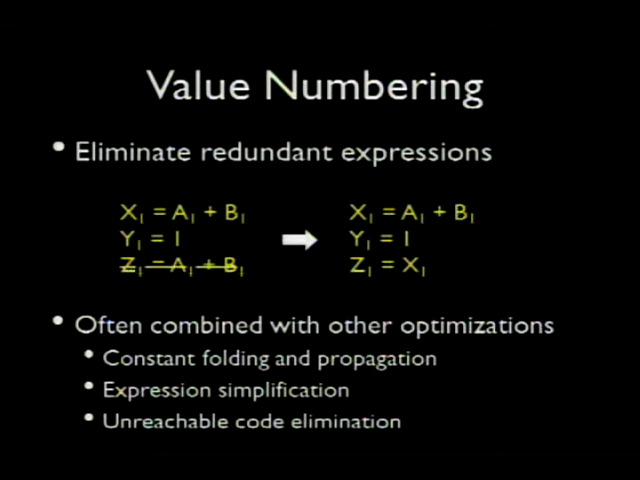 Value Numbering
• Eliminate redundant expressions
X₁ = A₁ + B₁
Y₁ = 1
Z₁ = A₁ + B₁
X₁ = A₁ + B₁
Y₁ = 1
Z₁ = X₁
• Often combined with other optimizations
• Constant folding and propagation
• Expression simplification
• Unreachable code elimination